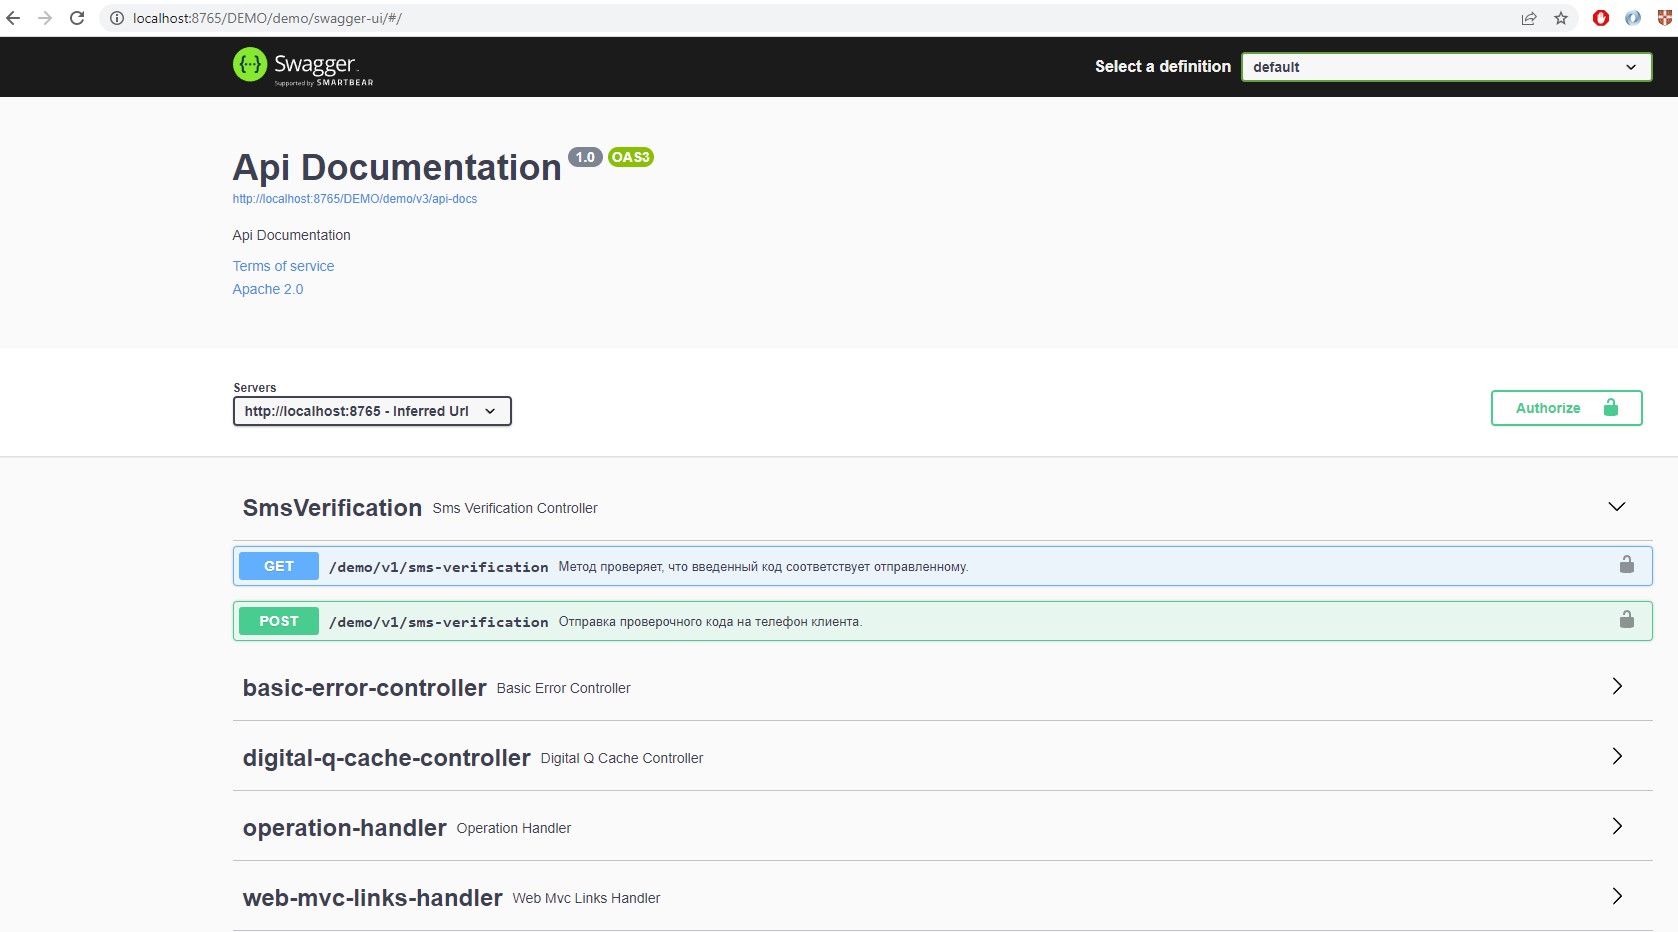 localhost:8765/DEMO/demo/swagger-ui/#/
{···} Swagger
Supported by SMARTBEAR
Select a definition
default
Api Documentation 1.0 OAS3
http://localhost:8765/DEMO/demo/v3/api-docs
Api Documentation
Terms of service
Apache 2.0
Servers
http://localhost:8765 - Inferred Url
Authorize
SmsVerification Sms Verification Controller
GET /demo/v1/sms-verification Метод проверяет, что введенный код соответствует отправленному.
POST /demo/v1/sms-verification Отправка проверочного кода на телефон клиента.
basic-error-controller Basic Error Controller
digital-q-cache-controller Digital Q Cache Controller
operation-handler Operation Handler
web-mvc-links-handler Web Mvc Links Handler